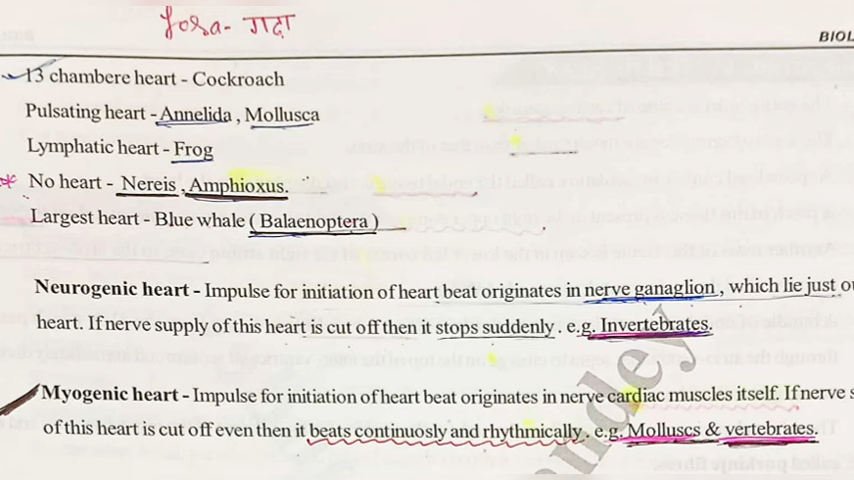 fossa - गढ़ा
BIOL
13 chambere heart - Cockroach
Pulsating heart - Annelida , Mollusca
Lymphatic heart - Frog
No heart - Nereis , Amphioxus.
Largest heart - Blue whale ( Balaenoptera )
Neurogenic heart - Impulse for initiation of heart beat originates in nerve ganaglion , which lie just
heart. If nerve supply of this heart is cut off then it stops suddenly . e.g. Invertebrates.
Myogenic heart - Impulse for initiation of heart beat originates in nerve cardiac muscles itself. If nerve s
of this heart is cut off even then it beats continuosly and rhythmically . e.g. Molluscs & vertebrates.